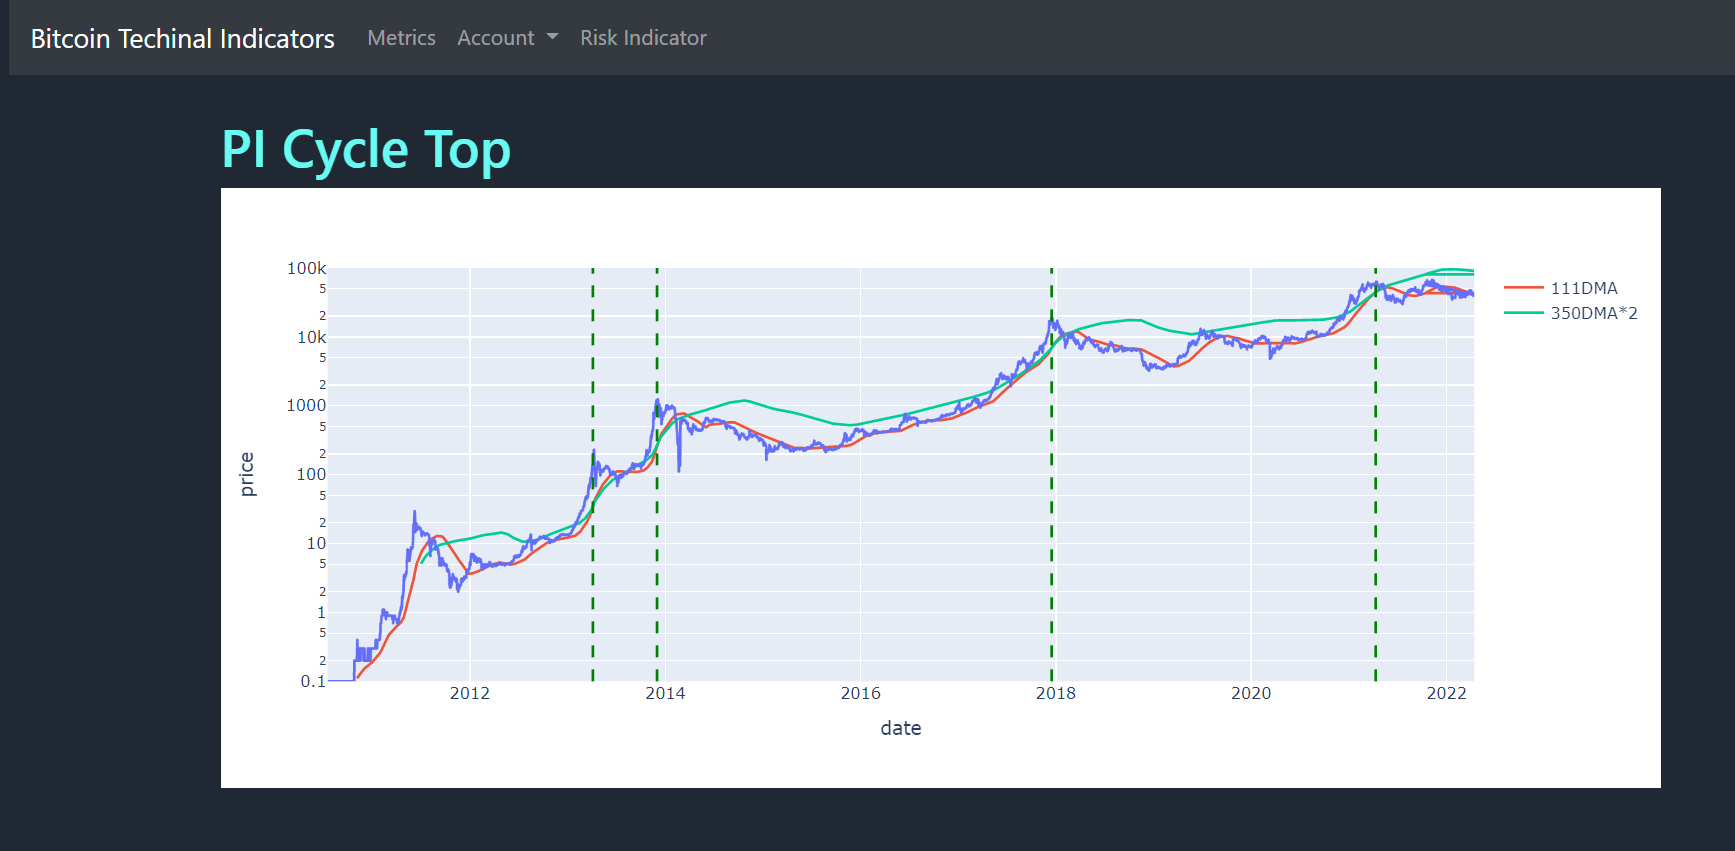 Bitcoin Techinal Indicators Metrics Account Risk Indicator
PI Cycle Top
100k
5
2
10k
5
2
1000
5
2
100
5
2
10
5
2
1
5
2
0.1
price
2012 2014 2016 2018 2020 2022
date
111DMA
350DMA*2